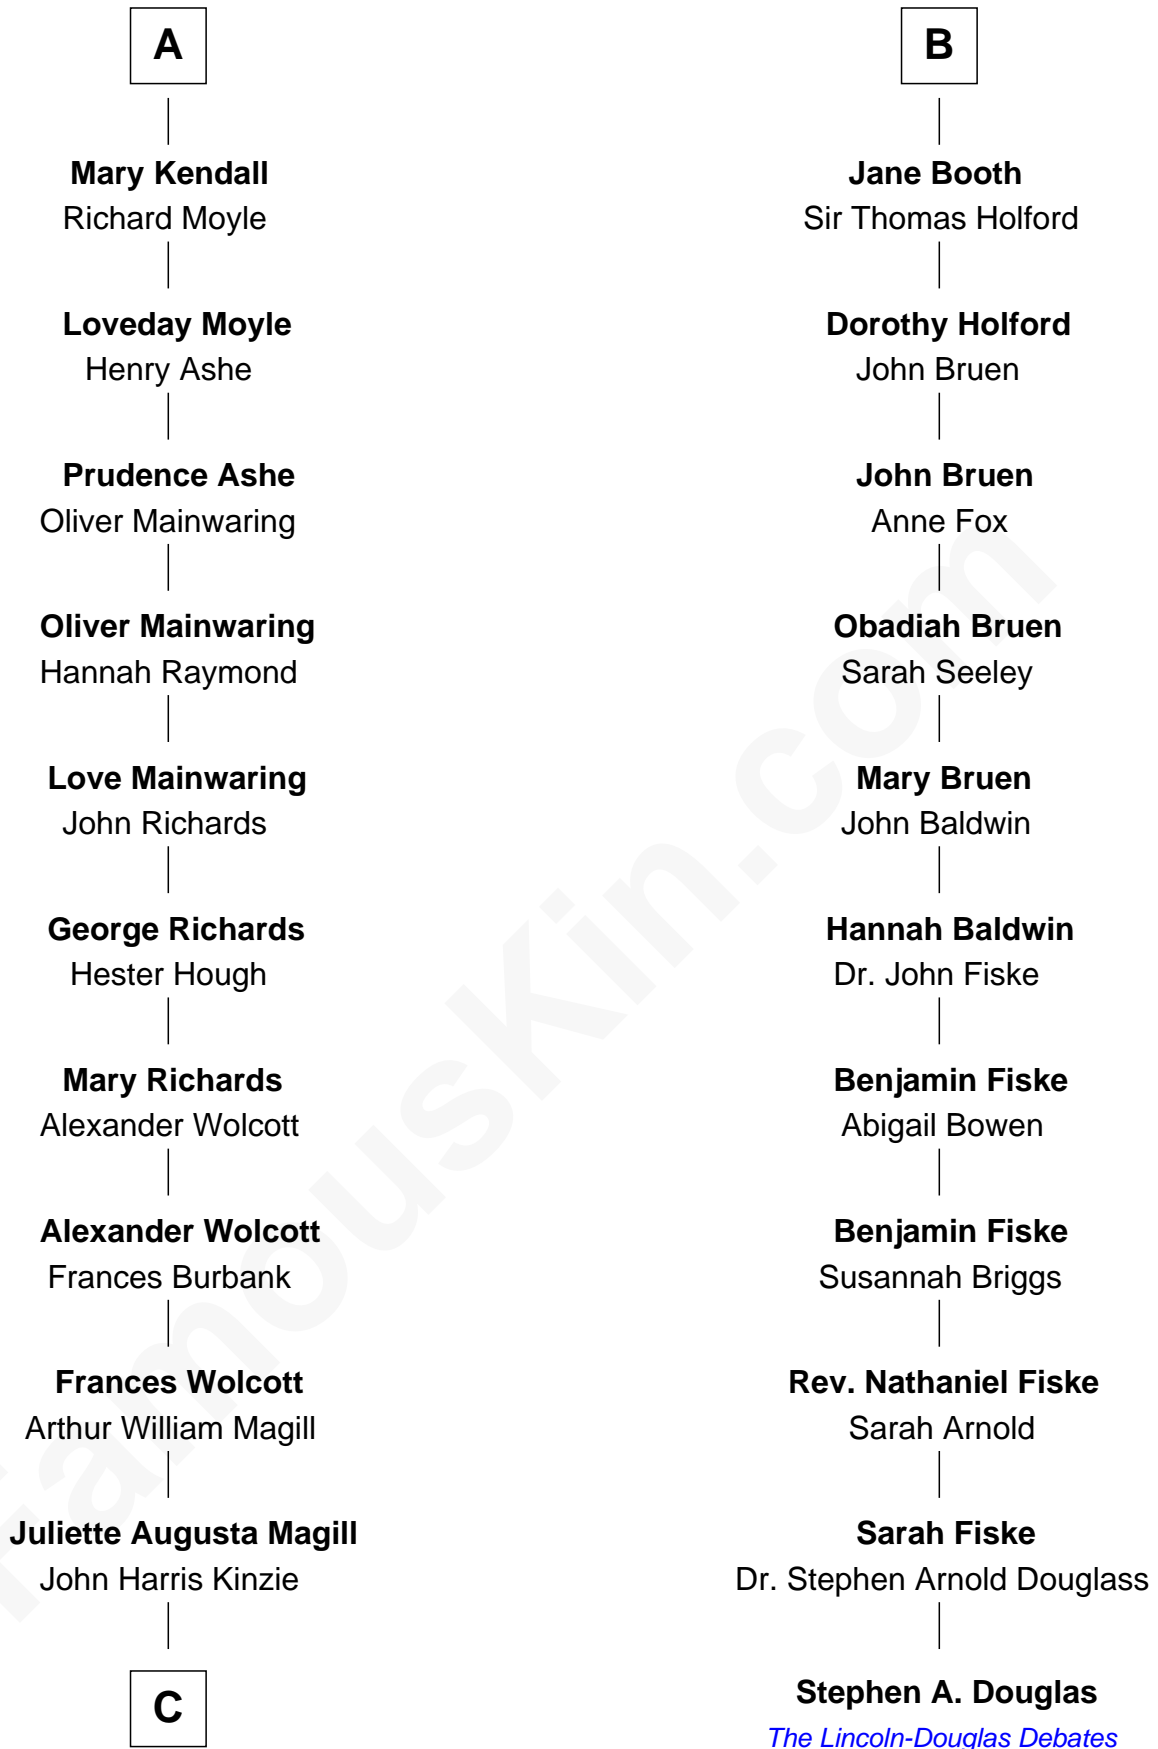 A
Mary Kendall
Richard Moyle
Loveday Moyle
Henry Ashe
Prudence Ashe
Oliver Mainwaring
Oliver Mainwaring
Hannah Raymond
Love Mainwaring
John Richards
George Richards
Hester Hough
Mary Richards
Alexander Wolcott
Alexander Wolcott
Frances Burbank
Frances Wolcott
Arthur William Magill
Juliette Augusta Magill
John Harris Kinzie
C
B
Jane Booth
Sir Thomas Holford
Dorothy Holford
John Bruen
John Bruen
Anne Fox
Obadiah Bruen
Sarah Seeley
Mary Bruen
John Baldwin
Hannah Baldwin
Dr. John Fiske
Benjamin Fiske
Abigail Bowen
Benjamin Fiske
Susannah Briggs
Rev. Nathaniel Fiske
Sarah Arnold
Sarah Fiske
Dr. Stephen Arnold Douglass
Stephen A. Douglas
The Lincoln-Douglas Debates
FamousKin.com